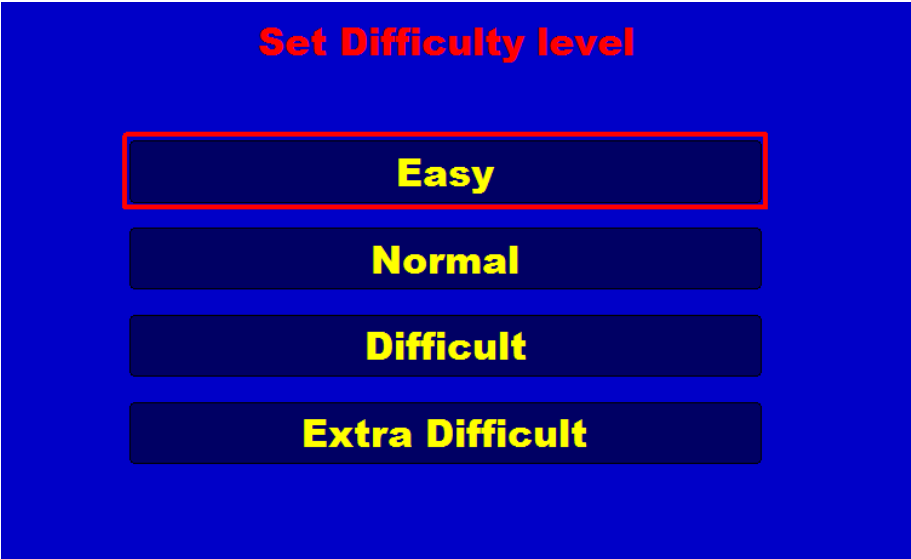 Set Difficulty level
Easy
Normal
Difficult
Extra Difficult